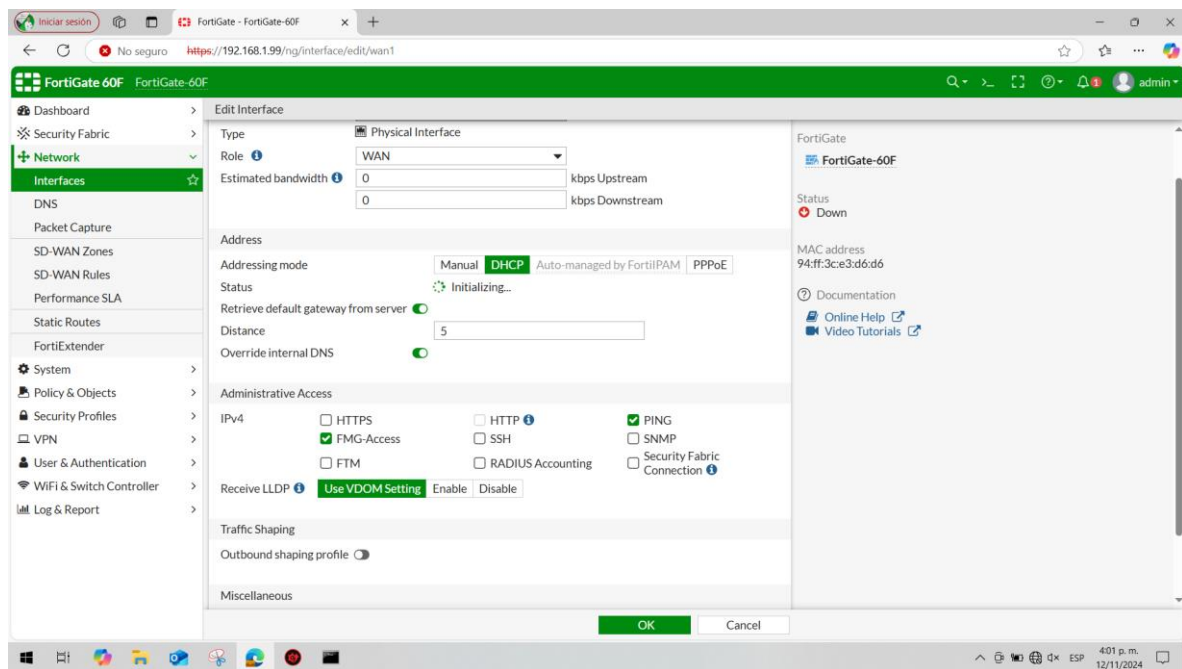 Iniciar sesión
FortiGate - FortiGate-60F
No seguro https://192.168.1.99/ng/interface/edit/wan1
FortiGate 60F FortiGate-60F
1 admin
Dashboard
Security Fabric
Network
Interfaces
DNS
Packet Capture
SD-WAN Zones
SD-WAN Rules
Performance SLA
Static Routes
FortiExtender
System
Policy & Objects
Security Profiles
VPN
User & Authentication
WiFi & Switch Controller
Log & Report
Edit Interface
Type Physical Interface
Role WAN
Estimated bandwidth 0 kbps Upstream
0 kbps Downstream
Address
Addressing mode Manual DHCP Auto-managed by FortiIPAM PPPoE
Status Initializing...
Retrieve default gateway from server
Distance 5
Override internal DNS
Administrative Access
IPv4 HTTPS HTTP PING
FMG-Access SSH SNMP
FTM RADIUS Accounting Security Fabric
Connection
Receive LLDP Use VDOM Setting Enable Disable
Traffic Shaping
Outbound shaping profile
Miscellaneous
OK Cancel
FortiGate
FortiGate-60F
Status
Down
MAC address
94:ff:3c:e3:d6:d6
Documentation
Online Help
Video Tutorials
ESP 4:01 p. m.
12/11/2024